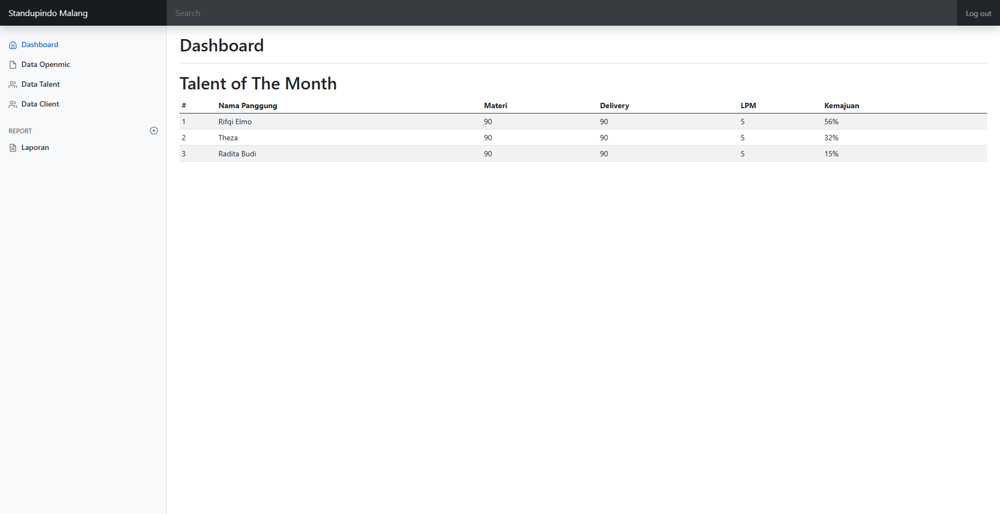 Standupindo Malang
Search
Log out
Dashboard
Data Openmic
Data Talent
Data Client
REPORT
Laporan
Dashboard
Talent of The Month
# Nama Panggung Materi Delivery LPM Kemajuan
1 Rifqi Elmo 90 90 5 56%
2 Theza 90 90 5 32%
3 Radita Budi 90 90 5 15%